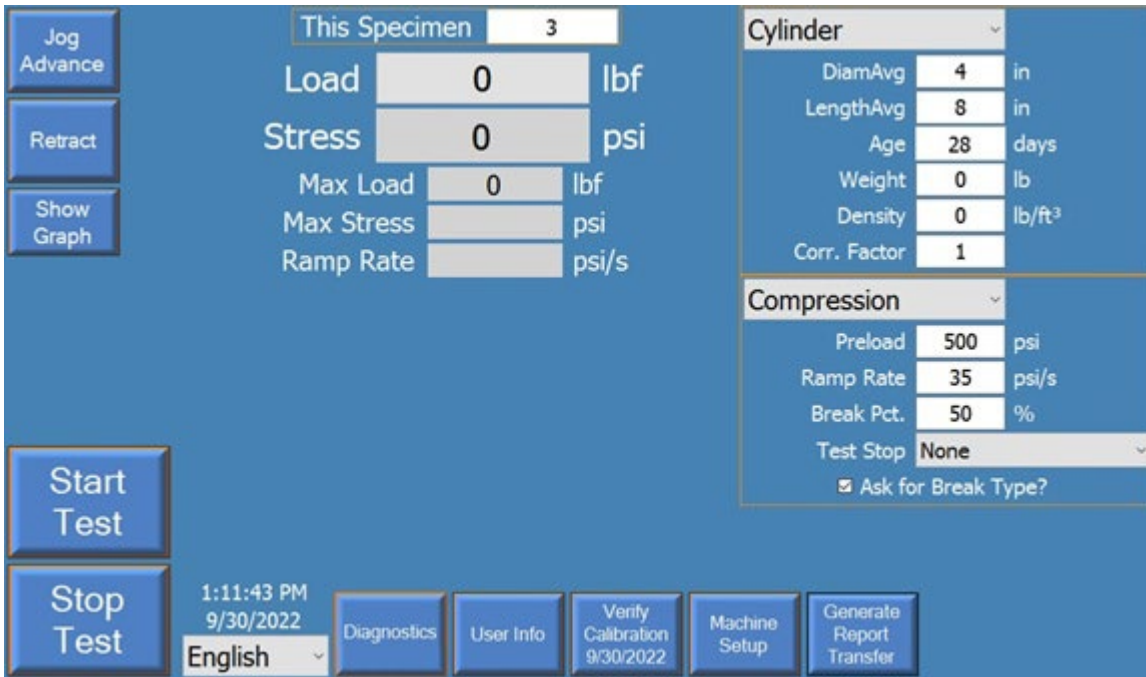 Jog
Advance
Retract
Show
Graph
This Specimen 3
Load 0 lbf
Stress 0 psi
Max Load 0 lbf
Max Stress psi
Ramp Rate psi/s
Cylinder
DiamAvg 4 in
LengthAvg 8 in
Age 28 days
Weight 0 lb
Density 0 lb/ft³
Corr. Factor 1
Compression
Preload 500 psi
Ramp Rate 35 psi/s
Break Pct. 50 %
Test Stop None
Ask for Break Type?
Start
Test
Stop
Test
1:11:43 PM
9/30/2022
English
Diagnostics
User Info
Verify
Calibration
9/30/2022
Machine
Setup
Generate
Report
Transfer